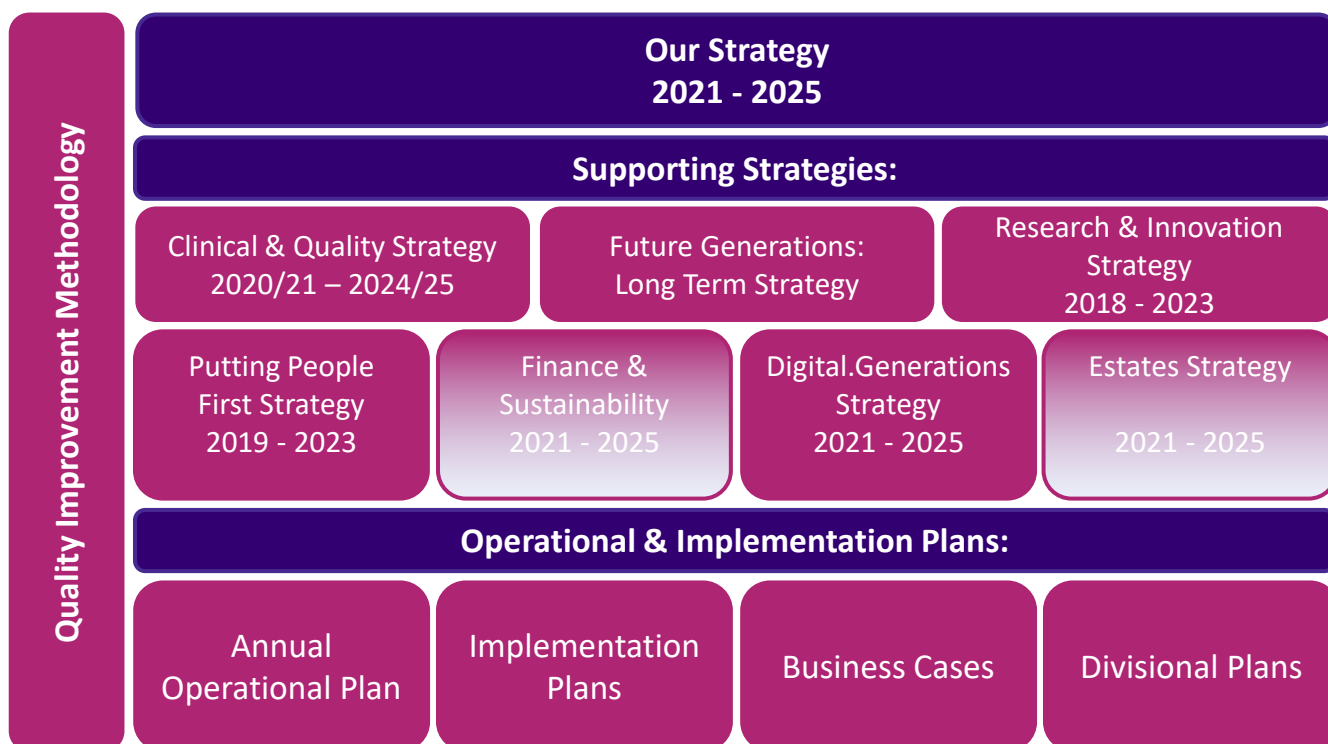 Quality Improvement Methodology
Our Strategy
2021 - 2025
Supporting Strategies:
Clinical & Quality Strategy
2020/21 – 2024/25
Future Generations:
Long Term Strategy
Research & Innovation
Strategy
2018 - 2023
Putting People
First Strategy
2019 - 2023
Finance &
Sustainability
2021 - 2025
Digital.Generations
Strategy
2021 - 2025
Estates Strategy
2021 - 2025
Operational & Implementation Plans:
Annual
Operational Plan
Implementation
Plans
Business Cases
Divisional Plans